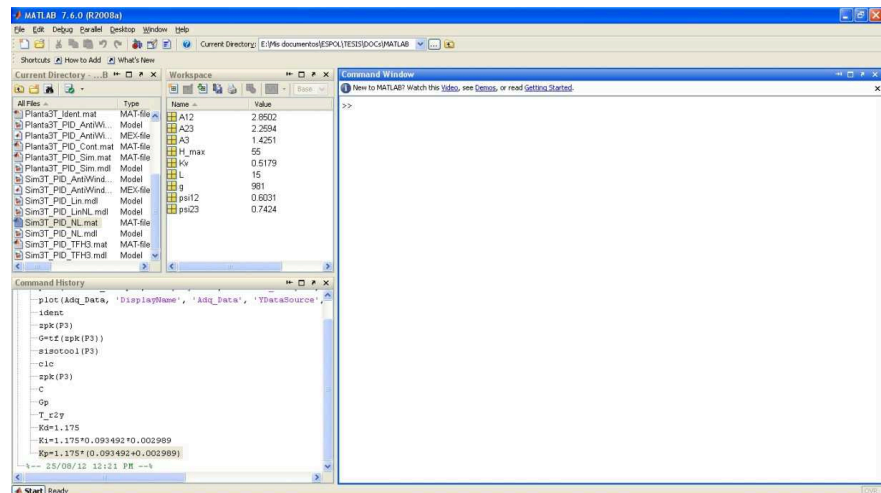 MATLAB 7.6.0 (R2008a)
File Edit Debug Parallel Desktop Window Help
Current Directory: E:\Mis documentos\ESPOL\TESIS\DOCs\MATLAB
Shortcuts How to Add What's New
Current Directory - ...B
All Files Type
Planta3T_Ident.mat MAT-file
Planta3T_PID_AntiWi... Model
Planta3T_PID_AntiWi... MEX-file
Planta3T_PID_Cont.mat MAT-file
Planta3T_PID_Sim.mat MAT-file
Planta3T_PID_Sim.mdl Model
Sim3T_PID_AntiWind... Model
Sim3T_PID_AntiWind... MEX-file
Sim3T_PID_Lin.mdl Model
Sim3T_PID_LinNL.mdl Model
Sim3T_PID_NL.mat MAT-file
Sim3T_PID_NL.mdl Model
Sim3T_PID_TFH3.mat MAT-file
Sim3T_PID_TFH3.mdl Model
Workspace
Base
Name Value
A12 2.8502
A23 2.2594
A3 1.4251
H_max 55
Kv 0.5179
L 15
g 981
psi12 0.6031
psi23 0.7424
Command History
plot(Adq_Data, 'DisplayName', 'Adq_Data', 'YDataSource',
ident
zpk(P3)
G=tf(zpk(P3))
sisotool(P3)
clc
zpk(P3)
C
Gp
T_r2y
Kd=1.175
Ki=1.175*0.093492*0.002989
Kp=1.175*(0.093492+0.002989)
%-- 25/08/12 12:21 PM --%
Command Window
New to MATLAB? Watch this Video, see Demos, or read Getting Started.
>>
Start Ready
OVR